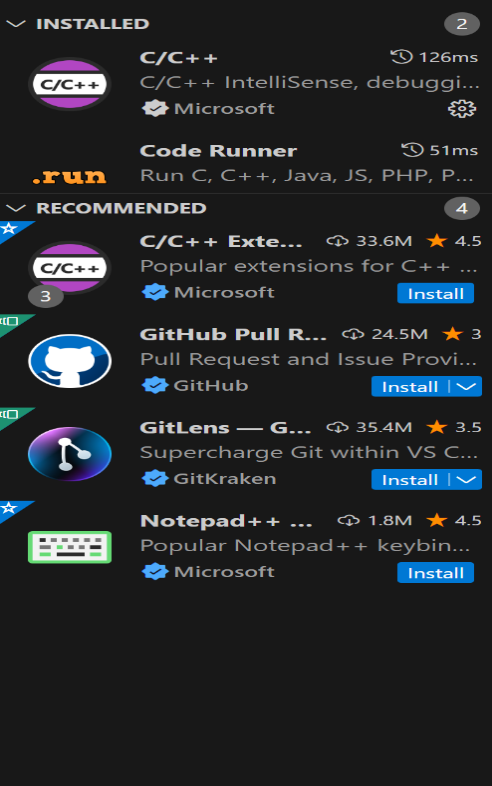 INSTALLED 2
C/C++ 126ms
C/C++ IntelliSense, debuggi...
Microsoft
C/C++
Code Runner 51ms
Run C, C++, Java, JS, PHP, P...
.run
RECOMMENDED 4
C/C++ Exte... 33.6M 4.5
Popular extensions for C++ ...
Microsoft Install
C/C++
3
GitHub Pull R... 24.5M 3
Pull Request and Issue Provi...
GitHub Install
GitLens — G... 35.4M 3.5
Supercharge Git within VS C...
GitKraken Install
Notepad++ ... 1.8M 4.5
Popular Notepad++ keybin...
Microsoft Install